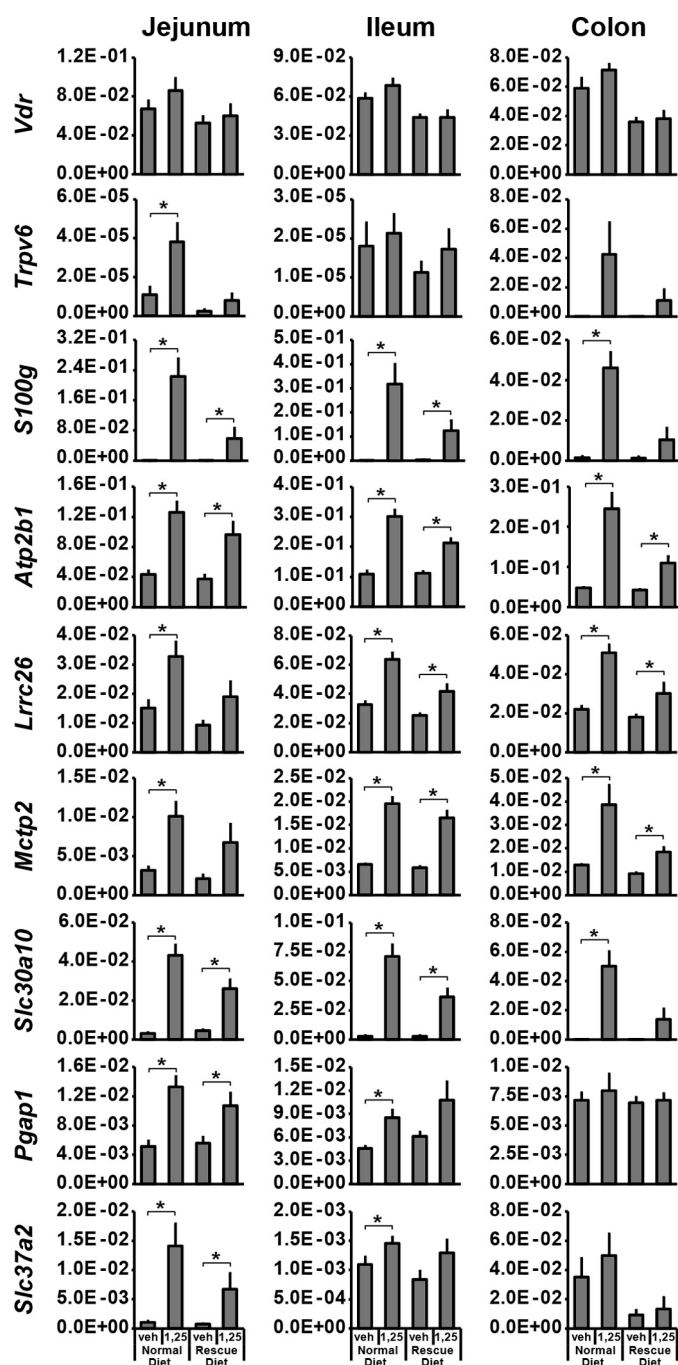 Jejunum
Ileum
Colon
Vdr
1.2E-01
8.0E-02
4.0E-02
0.0E+00
9.0E-02
6.0E-02
3.0E-02
0.0E+00
8.0E-02
6.0E-02
4.0E-02
2.0E-02
0.0E+00
Trpv6
6.0E-05
4.0E-05
2.0E-05
0.0E+00
*
3.0E-05
2.0E-05
1.0E-05
0.0E+00
8.0E-02
6.0E-02
4.0E-02
2.0E-02
0.0E+00
S100g
3.2E-01
2.4E-01
1.6E-01
8.0E-02
0.0E+00
*
*
5.0E-01
4.0E-01
3.0E-01
2.0E-01
1.0E-01
0.0E+00
*
*
6.0E-02
4.0E-02
2.0E-02
0.0E+00
*
Atp2b1
1.6E-01
1.2E-01
8.0E-02
4.0E-02
0.0E+00
*
*
4.0E-01
3.0E-01
2.0E-01
1.0E-01
0.0E+00
*
*
3.0E-01
2.0E-01
1.0E-01
0.0E+00
*
*
Lrrc26
4.0E-02
3.0E-02
2.0E-02
1.0E-02
0.0E+00
*
8.0E-02
6.0E-02
4.0E-02
2.0E-02
0.0E+00
*
*
6.0E-02
4.0E-02
2.0E-02
0.0E+00
*
*
Mctp2
1.5E-02
1.0E-02
5.0E-03
0.0E+00
*
2.5E-02
2.0E-02
1.5E-02
1.0E-02
5.0E-03
0.0E+00
*
*
5.0E-02
4.0E-02
3.0E-02
2.0E-02
1.0E-02
0.0E+00
*
*
Slc30a10
6.0E-02
4.0E-02
2.0E-02
0.0E+00
*
*
1.0E-01
7.5E-02
5.0E-02
2.5E-02
0.0E+00
*
*
8.0E-02
6.0E-02
4.0E-02
2.0E-02
0.0E+00
*
Pgap1
1.6E-02
1.2E-02
8.0E-03
4.0E-03
0.0E+00
*
*
1.5E-02
1.2E-02
9.0E-03
6.0E-03
3.0E-03
0.0E+00
*
1.0E-02
7.5E-03
5.0E-03
2.5E-03
0.0E+00
Slc37a2
2.0E-02
1.5E-02
1.0E-02
5.0E-03
0.0E+00
*
*
2.0E-03
1.5E-03
1.0E-03
5.0E-04
0.0E+00
*
8.0E-02
6.0E-02
4.0E-02
2.0E-02
0.0E+00
veh 1,25 veh 1,25
Normal Rescue
Diet Diet
veh 1,25 veh 1,25
Normal Rescue
Diet Diet
veh 1,25 veh 1,25
Normal Rescue
Diet Diet